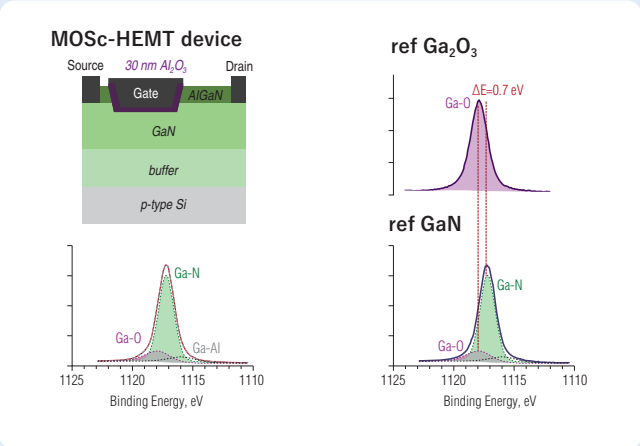 MOSc-HEMT device
Source 30 nm Al₂O₃ Drain
Gate AlGaN
GaN
buffer
p-type Si
Ga-N
Ga-O
Ga-Al
1125 1120 1115 1110
Binding Energy, eV
ref Ga₂O₃
ΔE=0.7 eV
Ga-O
ref GaN
Ga-N
Ga-O
1125 1120 1115 1110
Binding Energy, eV